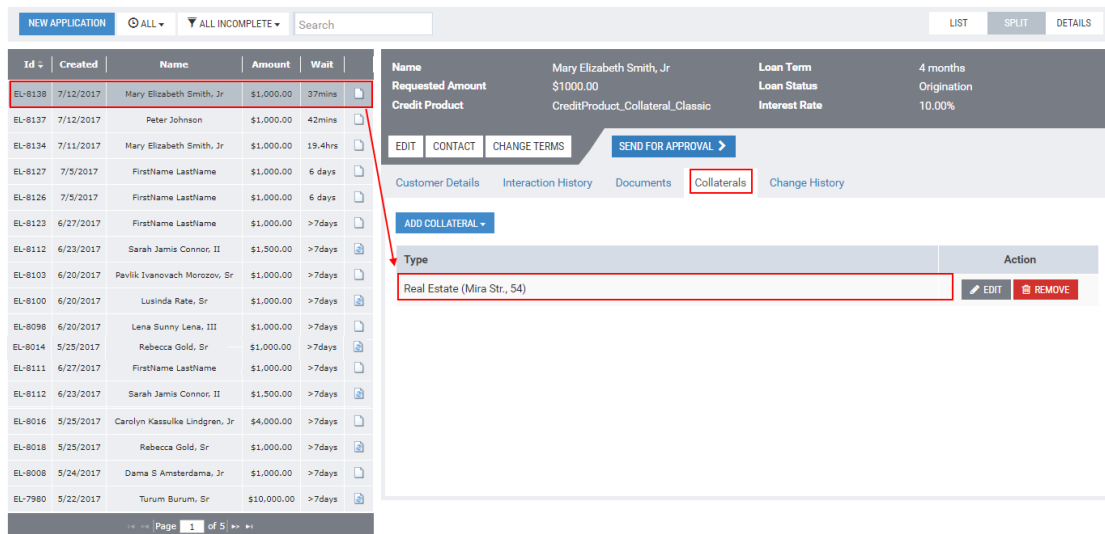 NEW APPLICATION ALL ALL INCOMPLETE Search LIST SPLIT DETAILS
Id Created Name Amount Wait
EL-8138 7/12/2017 Mary Elizabeth Smith, Jr $1,000.00 37mins
EL-8137 7/12/2017 Peter Johnson $1,000.00 42mins
EL-8134 7/11/2017 Mary Elizabeth Smith, Jr $1,000.00 19.4hrs
EL-8127 7/5/2017 FirstName LastName $1,000.00 6 days
EL-8126 7/5/2017 FirstName LastName $1,000.00 6 days
EL-8123 6/27/2017 FirstName LastName $1,000.00 >7days
EL-8112 6/23/2017 Sarah Jamis Connor, II $1,500.00 >7days
EL-8103 6/20/2017 Pavlik Ivanovach Morozov, Sr $1,000.00 >7days
EL-8100 6/20/2017 Lusinda Rate, Sr $1,000.00 >7days
EL-8098 6/20/2017 Lena Sunny Lena, III $1,000.00 >7days
EL-8014 5/25/2017 Rebecca Gold, Sr $1,000.00 >7days
EL-8111 6/27/2017 FirstName LastName $1,000.00 >7days
EL-8112 6/23/2017 Sarah Jamis Connor, II $1,500.00 >7days
EL-8016 5/25/2017 Carolyn Kassulke Lindgren, Jr $4,000.00 >7days
EL-8018 5/25/2017 Rebecca Gold, Sr $1,000.00 >7days
EL-8008 5/24/2017 Dama S Amsterdama, Jr $1,000.00 >7days
EL-7980 5/22/2017 Turum Burum, Sr $10,000.00 >7days
Page 1 of 5
Name Mary Elizabeth Smith, Jr Loan Term 4 months
Requested Amount $1000.00 Loan Status Origination
Credit Product CreditProduct_Collateral_Classic Interest Rate 10.00%
EDIT CONTACT CHANGE TERMS SEND FOR APPROVAL
Customer Details Interaction History Documents Collaterals Change History
ADD COLLATERAL
Type Action
Real Estate (Mira Str., 54) EDIT REMOVE